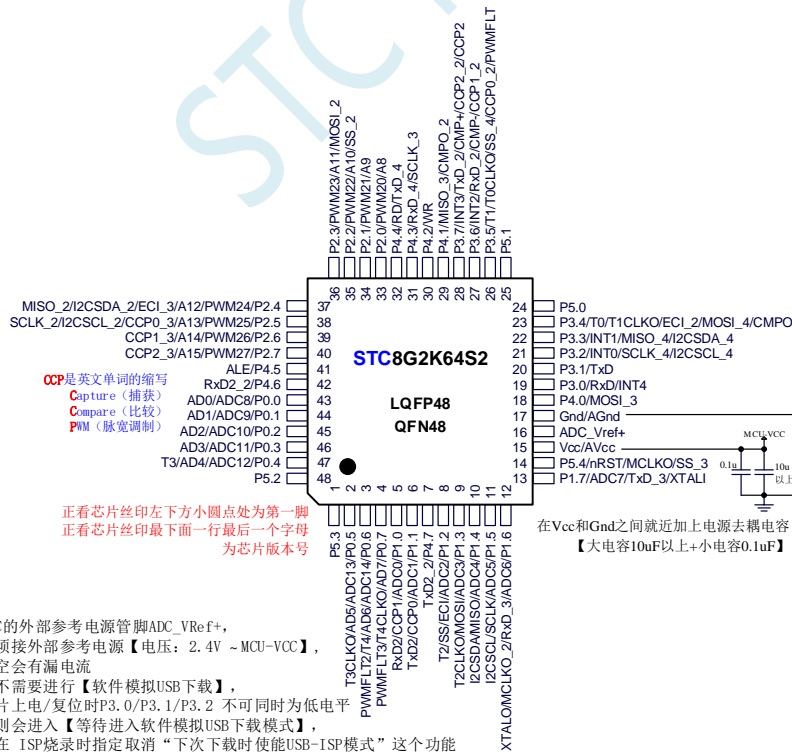 STC
P2.3/PWM23/A11/MOSI_2
P2.2/PWM22/A10/SS_2
P2.1/PWM21/A9
P2.0/PWM20/A8
P4.4/RD/TxD_4
P4.3/RxD_4/SCLK_3
P4.2/WR
P4.1/MISO_3/CMPO_2
P3.7/INT3/TxD_2/CMP+/CCP2_2/CCP2
P3.6/INT2/RxD_2/CMP-/CCP1_2
P3.5/T1/T0CLKO/SS_4/CCP0_2/PWMFLT
P5.1
36 35 34 33 32 31 30 29 28 27 26 25
MISO_2/I2CSDA_2/ECI_3/A12/PWM24/P2.4 37
SCLK_2/I2CSCL_2/CCP0_3/A13/PWM25/P2.5 38
CCP1_3/A14/PWM26/P2.6 39
CCP2_3/A15/PWM27/P2.7 40
ALE/P4.5 41
RxD2_2/P4.6 42
AD0/ADC8/P0.0 43
AD1/ADC9/P0.1 44
AD2/ADC10/P0.2 45
AD3/ADC11/P0.3 46
T3/AD4/ADC12/P0.4 47
P5.2 48
STC8G2K64S2
LQFP48
QFN48
24 P5.0
23 P3.4/T0/T1CLKO/ECI_2/MOSI_4/CMPO
22 P3.3/INT1/MISO_4/I2CSDA_4
21 P3.2/INT0/SCLK_4/I2CSCL_4
20 P3.1/TxD
19 P3.0/RxD/INT4
18 P4.0/MOSI_3
17 Gnd/AGnd
16 ADC_Vref+
15 Vcc/AVcc
14 P5.4/nRST/MCLKO/SS_3
13 P1.7/ADC7/TxD_3/XTALI
MCU-VCC
0.1u
10u
以上
CCP是英文单词的缩写
Capture（捕获）
Compare（比较）
PWM（脉宽调制）
正看芯片丝印左下方小圆点处为第一脚
正看芯片丝印最下面一行最后一个字母
为芯片版本号
1 2 3 4 5 6 7 8 9 10 11 12
P5.3
T3CLKO/AD5/ADC13/P0.5
PWMFLT2/T4/AD6/ADC14/P0.6
PWMFLT3/T4CLKO/AD7/P0.7
RxD2/CCP1/ADC0/P1.0
TxD2/CCP0/ADC1/P1.1
TxD2_2/P4.7
T2/SS/ECI/ADC2/P1.2
T2CLKO/MOSI/ADC3/P1.3
I2CSDA/MISO/ADC4/P1.4
I2CSCL/SCLK/ADC5/P1.5
XTALO/MCLKO_2/RxD_3/ADC6/P1.6
在Vcc和Gnd之间就近加上电源去耦电容
【大电容10uF以上+小电容0.1uF】
的外部参考电源管脚ADC_VRef+,
须接外部参考电源【电压: 2.4V ~ MCU-VCC】,
空会有漏电流
不需要进行【软件模拟USB下载】,
片上电/复位时P3.0/P3.1/P3.2 不可同时为低电平
则会进入【等待进入软件模拟USB下载模式】,
在 ISP烧录时指定取消“下次下载时使能USB-ISP模式”这个功能